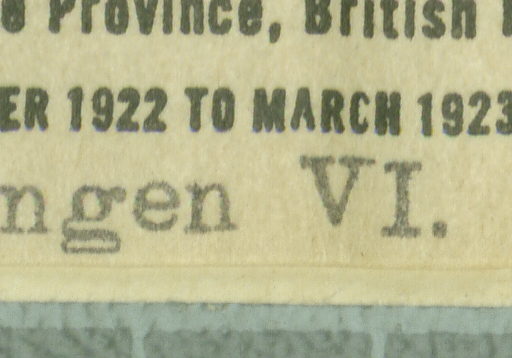 e Province, British
ER 1922 TO MARCH 1923
ngen VI.